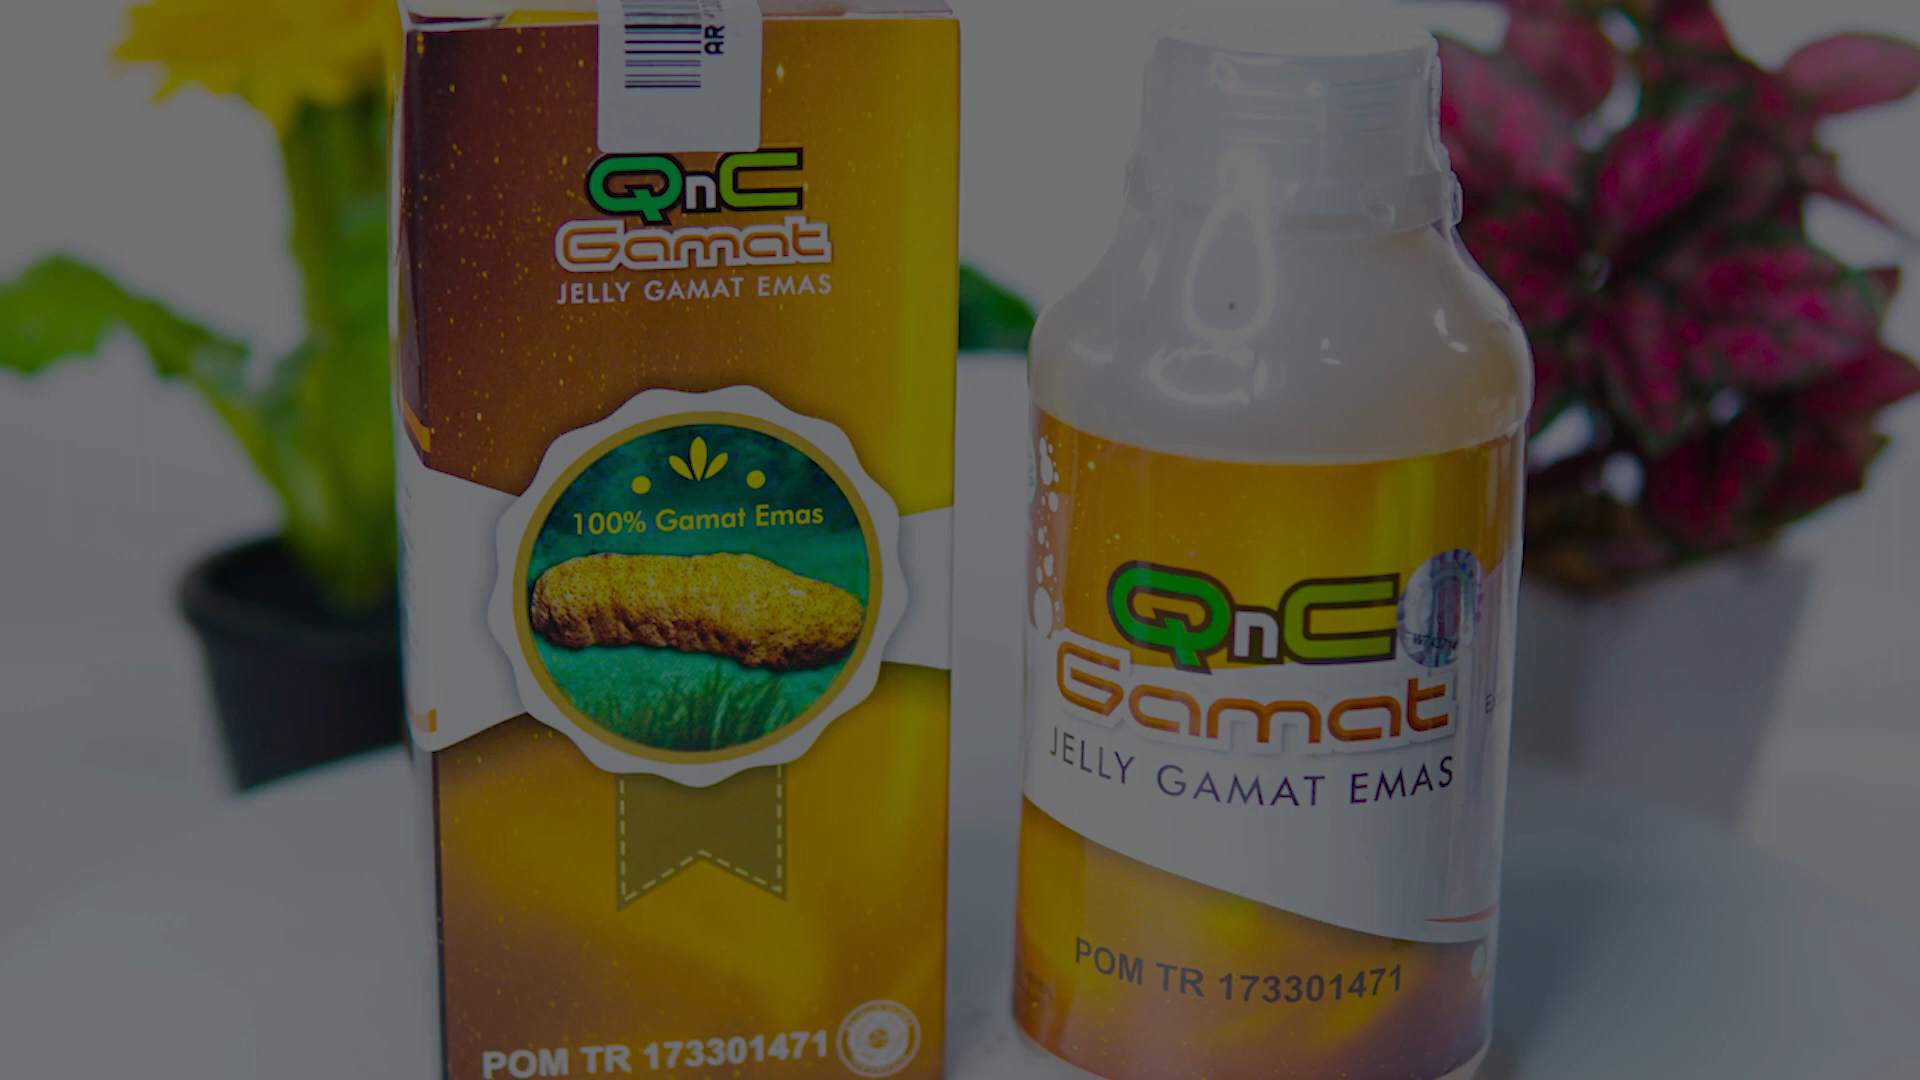 AR
QnC
Gamat
JELLY GAMAT EMAS
100% Gamat Emas
POM TR 173301471
QnC
Gamat
JELLY GAMAT EMAS
POM TR 173301471